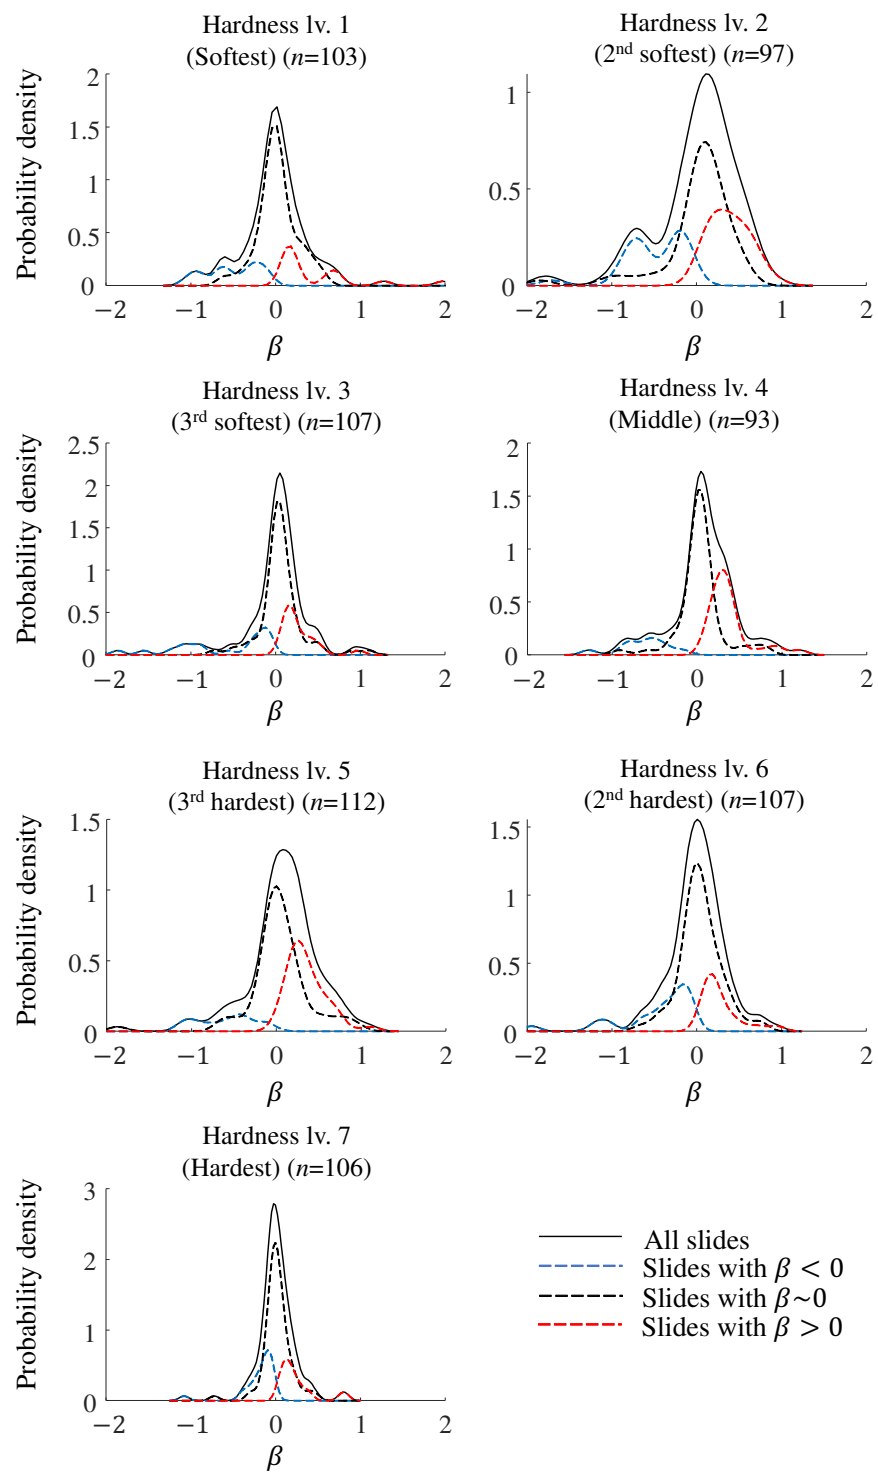 Hardness lv. 1
(Softest) (n=103)
Probability density
2
1.5
1
0.5
0
−2
−1
0
1
2
β
Hardness lv. 2
(2nd softest) (n=97)
1
0.5
0
−2
−1
0
1
2
β
Hardness lv. 3
(3rd softest) (n=107)
Probability density
2.5
2
1.5
1
0.5
0
−2
−1
0
1
2
β
Hardness lv. 4
(Middle) (n=93)
2
1.5
1
0.5
0
−2
−1
0
1
2
β
Hardness lv. 5
(3rd hardest) (n=112)
Probability density
1.5
1
0.5
0
−2
−1
0
1
2
β
Hardness lv. 6
(2nd hardest) (n=107)
1.5
1
0.5
0
−2
−1
0
1
2
β
Hardness lv. 7
(Hardest) (n=106)
Probability density
3
2
1
0
−2
−1
0
1
2
β
All slides
Slides with β < 0
Slides with β~0
Slides with β > 0